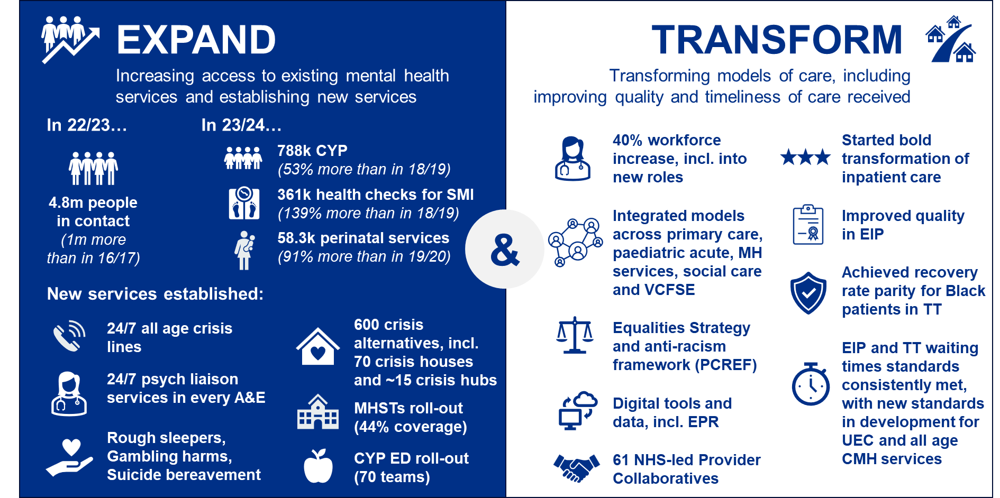 EXPAND
Increasing access to existing mental health
services and establishing new services
In 22/23…
4.8m people
in contact
(1m more
than in 16/17)
In 23/24…
788k CYP
(53% more than in 18/19)
361k health checks for SMI
(139% more than in 18/19)
58.3k perinatal services
(91% more than in 19/20)
New services established:
24/7 all age crisis
lines
24/7 psych liaison
services in every A&E
Rough sleepers,
Gambling harms,
Suicide bereavement
600 crisis
alternatives, incl.
70 crisis houses
and ~15 crisis hubs
MHSTs roll-out
(44% coverage)
CYP ED roll-out
(70 teams)
&
TRANSFORM
Transforming models of care, including
improving quality and timeliness of care received
40% workforce
increase, incl. into
new roles
Integrated models
across primary care,
paediatric acute, MH
services, social care
and VCFSE
Equalities Strategy
and anti-racism
framework (PCREF)
Digital tools and
data, incl. EPR
61 NHS-led Provider
Collaboratives
Started bold
transformation of
inpatient care
Improved quality
in EIP
Achieved recovery
rate parity for Black
patients in TT
EIP and TT waiting
times standards
consistently met,
with new standards
in development for
UEC and all age
CMH services